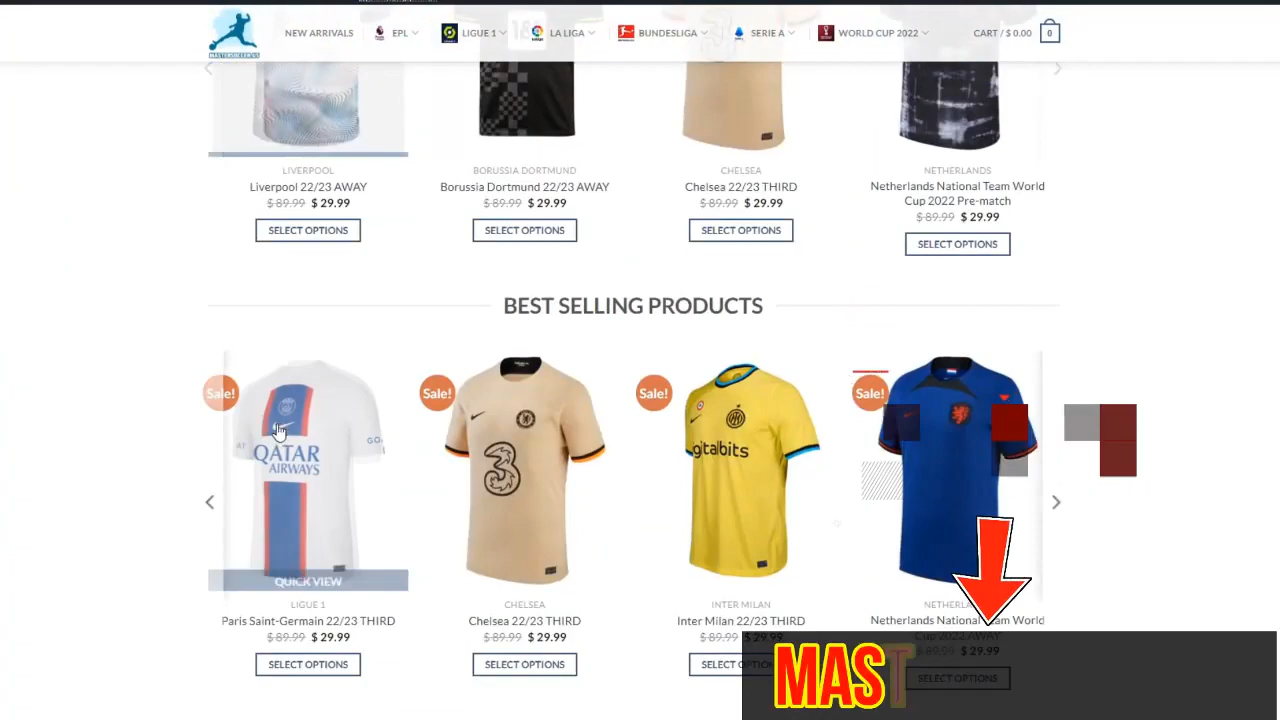 NEW ARRIVALS
EPL
LIGUE 1
LA LIGA
BUNDESLIGA
SERIE A
WORLD CUP 2022
CART / $ 0.00
0
LIVERPOOL
Liverpool 22/23 AWAY
$ 89.99 $ 29.99
SELECT OPTIONS
BORUSSIA DORTMUND
Borussia Dortmund 22/23 AWAY
$ 89.99 $ 29.99
SELECT OPTIONS
CHELSEA
Chelsea 22/23 THIRD
$ 89.99 $ 29.99
SELECT OPTIONS
NETHERLANDS
Netherlands National Team World
Cup 2022 Pre-match
$ 89.99 $ 29.99
SELECT OPTIONS
BEST SELLING PRODUCTS
Sale!
QATAR
AIRWAYS
QUICK VIEW
LIGUE 1
Paris Saint-Germain 22/23 THIRD
$ 89.99 $ 29.99
SELECT OPTIONS
Sale!
3
CHELSEA
Chelsea 22/23 THIRD
$ 89.99 $ 29.99
SELECT OPTIONS
Sale!
igitalbits
INTER MILAN
Inter Milan 22/23 THIRD
$ 89.99 $ 29.99
SELECT
Sale!
NETHERLA
Netherlands National Team World
Cup 2022 AWAY
$ 89.99 $ 29.99
SELECT OPTIONS
MAST